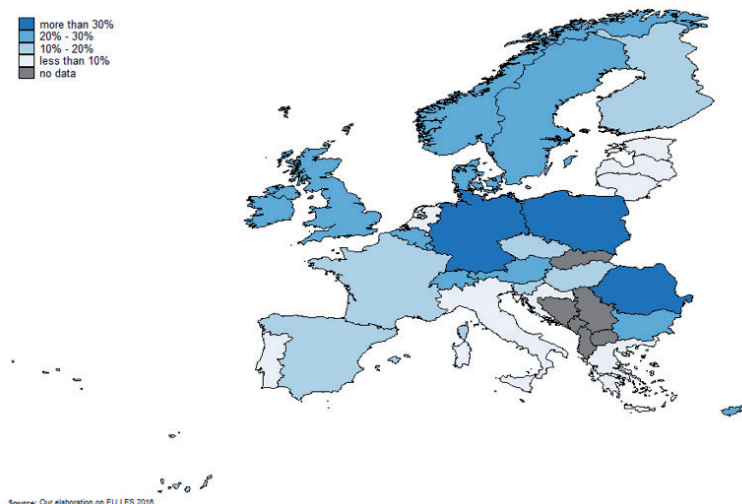 more than 30%
20% - 30%
10% - 20%
less than 10%
no data
Source: Our elaboration on EU LFS 2016